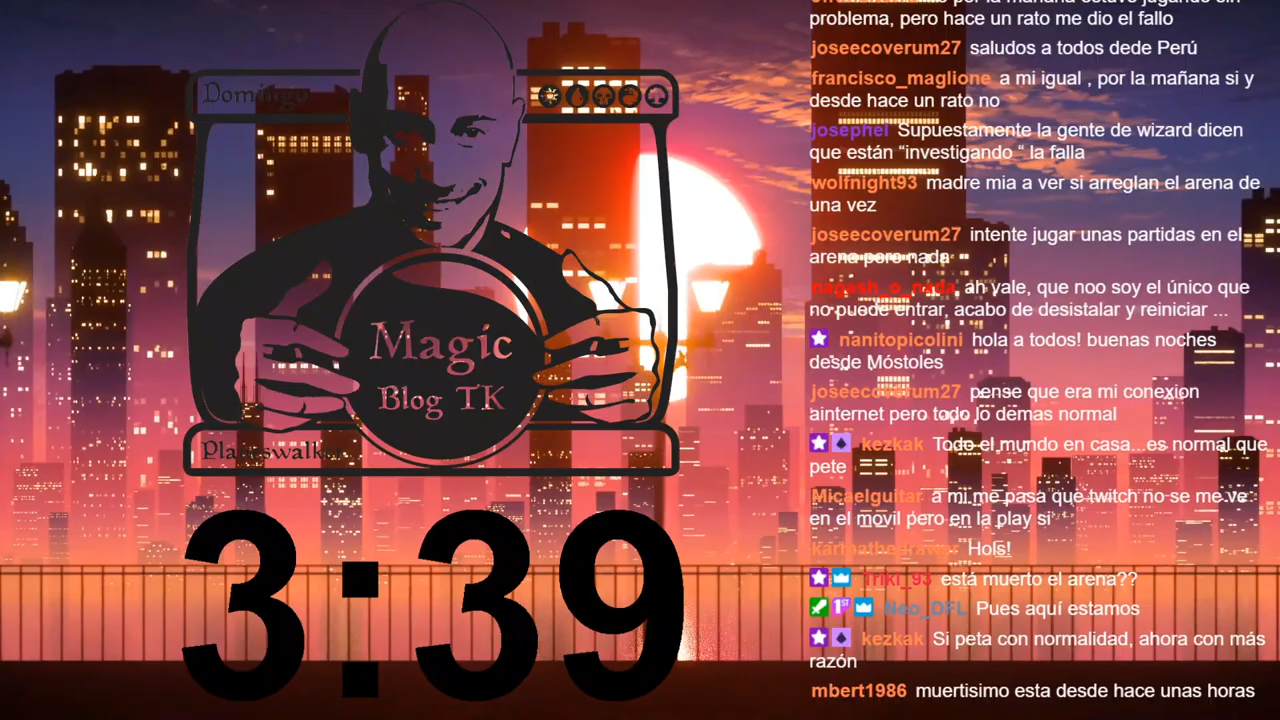 Domingo
Magic
Blog TK
Planeswalker
3:39
problema, pero hace un rato me dio el fallo
joseecoverum27 saludos a todos dede Perú
francisco_maglione a mi igual , por la mañana si y
desde hace un rato no
josephel Supuestamente la gente de wizard dicen
que están “investigando “ la falla
wolfnight93 madre mia a ver si arreglan el arena de
una vez
joseecoverum27 intente jugar unas partidas en el
arena pero nada
nagash_o_nada ah vale, que noo soy el único que
no puede entrar, acabo de desistalar y reiniciar ...
nanitopicolini hola a todos! buenas noches
desde Móstoles
joseecoverum27 pense que era mi conexion
ainternet pero todo lo demas normal
kezkak Todo el mundo en casa...es normal que
pete
Micaelguitar a mi me pasa que twitch no se me ve
en el movil pero en la play si
karmathedrawer Hols!
Triki_93 está muerto el arena??
1ST Neo_DFL Pues aquí estamos
kezkak Si peta con normalidad, ahora con más
razón
mbert1986 muertisimo esta desde hace unas horas